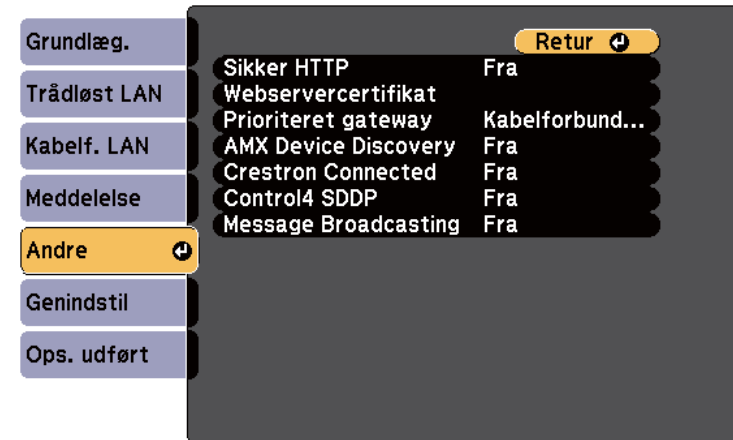 Grundlæg.
Trådløst LAN
Kabelf. LAN
Meddelelse
Andre
Genindstil
Ops. udført
Retur
Sikker HTTP Fra
Webservercertifikat
Prioriteret gateway Kabelforbund...
AMX Device Discovery Fra
Crestron Connected Fra
Control4 SDDP Fra
Message Broadcasting Fra